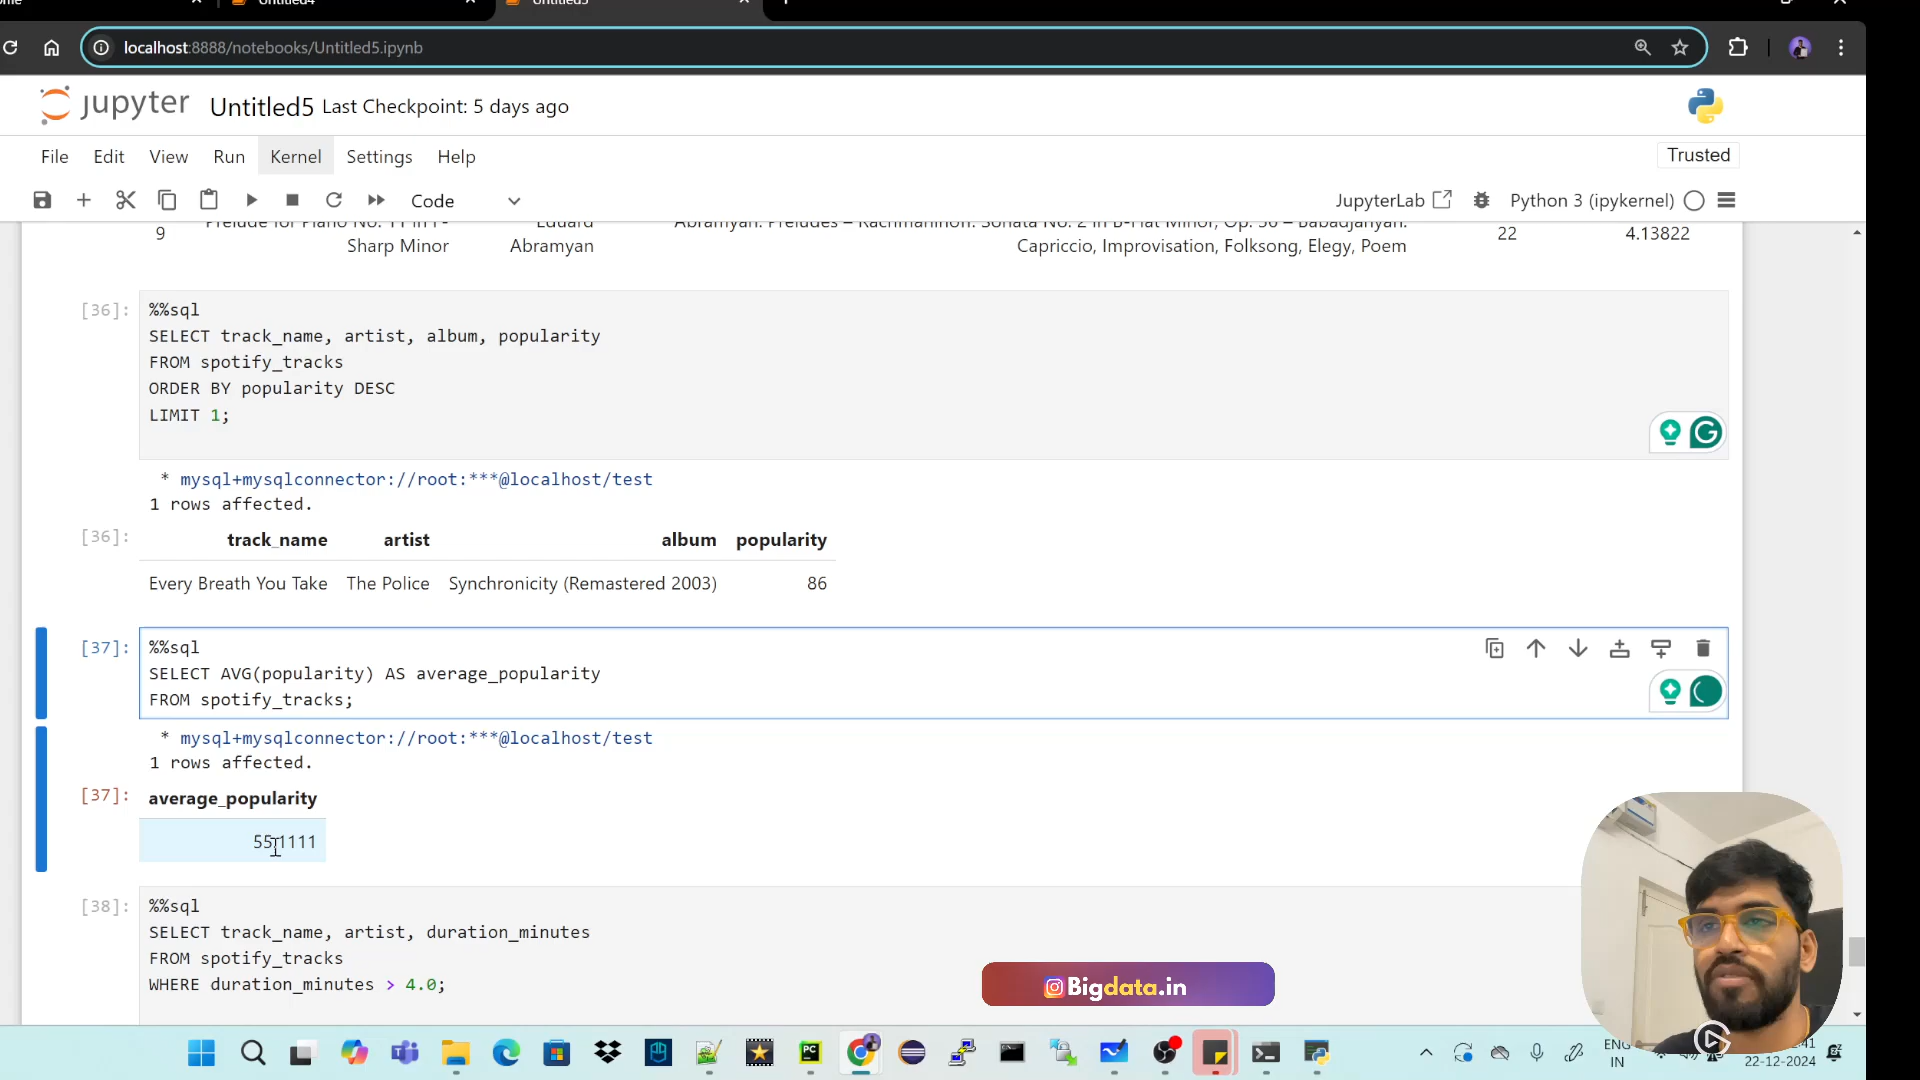 localhost:8888/notebooks/Untitled5.ipynb
jupyter Untitled5 Last Checkpoint: 5 days ago
File Edit View Run Kernel Settings Help Trusted
Code JupyterLab Python 3 (ipykernel)
9 Sharp Minor Abramyan Capriccio, Improvisation, Folksong, Elegy, Poem 22 4.13822
[36]: %%sql
SELECT track_name, artist, album, popularity
FROM spotify_tracks
ORDER BY popularity DESC
LIMIT 1;
* mysql+mysqlconnector://root:***@localhost/test
1 rows affected.
[36]: track_name artist album popularity
Every Breath You Take The Police Synchronicity (Remastered 2003) 86
[37]: %%sql
SELECT AVG(popularity) AS average_popularity
FROM spotify_tracks;
* mysql+mysqlconnector://root:***@localhost/test
1 rows affected.
[37]: average_popularity
55.1111
[38]: %%sql
SELECT track_name, artist, duration_minutes
FROM spotify_tracks
WHERE duration_minutes > 4.0;
Bigdata.in
ENG
IN
22-12-2024